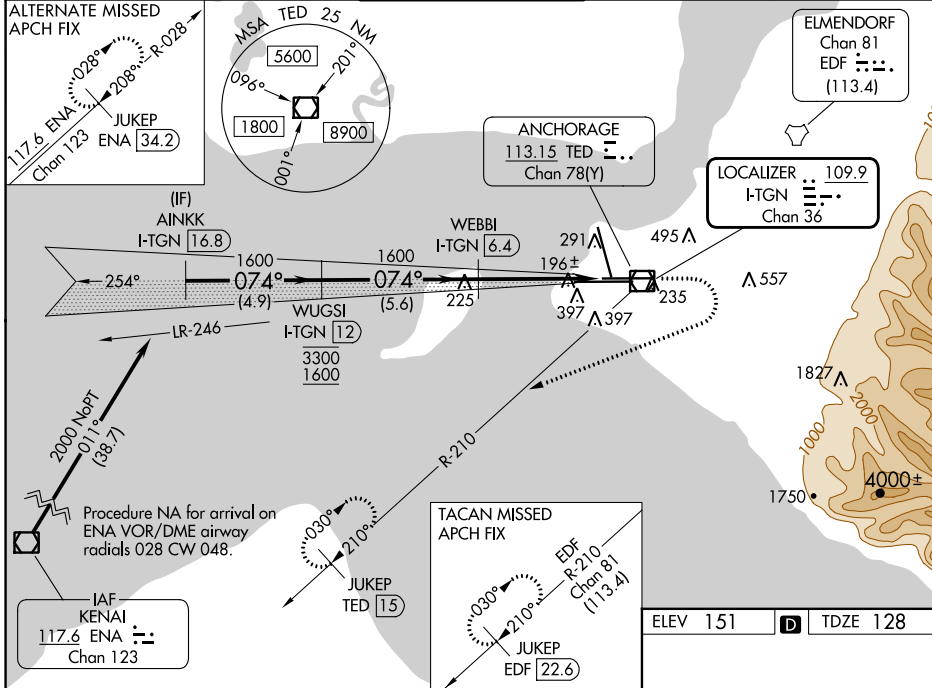 ALTERNATE MISSED
APCH FIX
028°
208°
R-028
JUKEP
ENA 34.2
117.6 ENA
Chan 123
MSA TED 25 NM
5600
096°
201°
1800
8900
001°
ELMENDORF
Chan 81
EDF
(113.4)
ANCHORAGE
113.15 TED
Chan 78(Y)
LOCALIZER 109.9
I-TGN
Chan 36
(IF)
AINKK
I-TGN 16.8
WEBBI
I-TGN 6.4
1600
1600
254°
074°
074°
(4.9)
(5.6)
WUGSI
I-TGN 12
3300
1600
LR-246
291
495
196±
225
235
557
397
397
1827
1000
2000
4000±
1750
2000 NoPT
011°
(38.7)
R-210
Procedure NA for arrival on
ENA VOR/DME airway
radials 028 CW 048.
030°
210°
JUKEP
TED 15
IAF
KENAI
117.6 ENA
Chan 123
TACAN MISSED
APCH FIX
EDF
R-210
Chan 81
(113.4)
030°
210°
JUKEP
EDF 22.6
ELEV 151 D TDZE 128